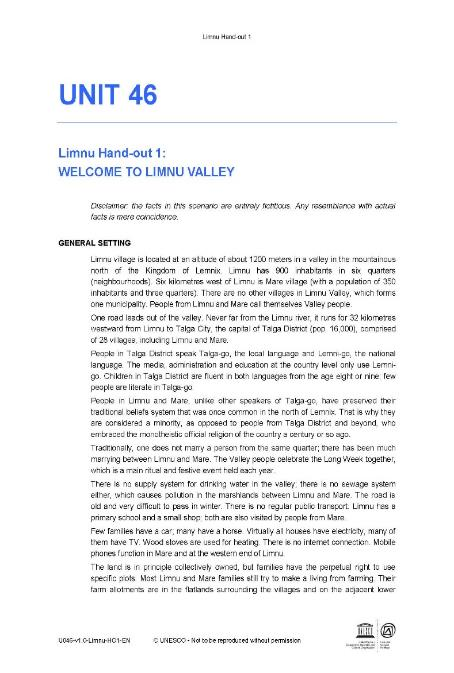 Limnu Hand-out 1
UNIT 46
Limnu Hand-out 1:
WELCOME TO LIMNU VALLEY
Disclaimer: the facts in this scenario are entirely fictitious. Any resemblance with actual
facts is mere coincidence.
GENERAL SETTING
Limnu village is located at an altitude of about 1200 meters in a valley in the mountainous
north of the Kingdom of Lemnix. Limnu has 900 inhabitants in six quarters
(neighbourhoods). Six kilometres west of Limnu is Mare village (with a population of 350
inhabitants and three quarters). There are no other villages in Limnu Valley, which forms
one municipality. People from Limnu and Mare call themselves Valley people.
One road leads out of the valley. Never far from the Limnu river, it runs for 32 kilometres
westward from Limnu to Talga City, the capital of Talga District (pop. 16,000), comprised
of 28 villages, including Limnu and Mare.
People in Talga District speak Talga-go, the local language and Lemni-go, the national
language. The media, administration and education at the country level only use Lemni-
go. Children in Talga District are fluent in both languages from the age eight or nine; few
people are literate in Talga-go.
People in Limnu and Mare, unlike other speakers of Talga-go, have preserved their
traditional beliefs system that was once common in the north of Lemnix. That is why they
are considered a minority, as opposed to people from Talga District and beyond, who
embraced the monotheistic official religion of the country a century or so ago.
Traditionally, one does not marry a person from the same quarter; there has been much
marrying between Limnu and Mare. The Valley people celebrate the Long Week together,
which is a main ritual and festive event held each year.
There is no supply system for drinking water in the valley; there is no sewage system
either, which causes pollution in the marshlands between Limnu and Mare. The road is
old and very difficult to pass in winter. There is no regular public transport. Limnu has a
primary school and a small shop; both are also visited by people from Mare.
Few families have a car; many have a horse. Virtually all houses have electricity, many of
them have TV. Wood stoves are used for heating. There is no internet connection. Mobile
phones function in Mare and at the western end of Limnu.
The land is in principle collectively owned, but families have the perpetual right to use
specific plots. Most Limnu and Mare families still try to make a living from farming. Their
farm allotments are in the flatlands surrounding the villages and on the adjacent lower
U046-v1.0-Limnu-HO1-EN © UNESCO - Not to be reproduced without permission